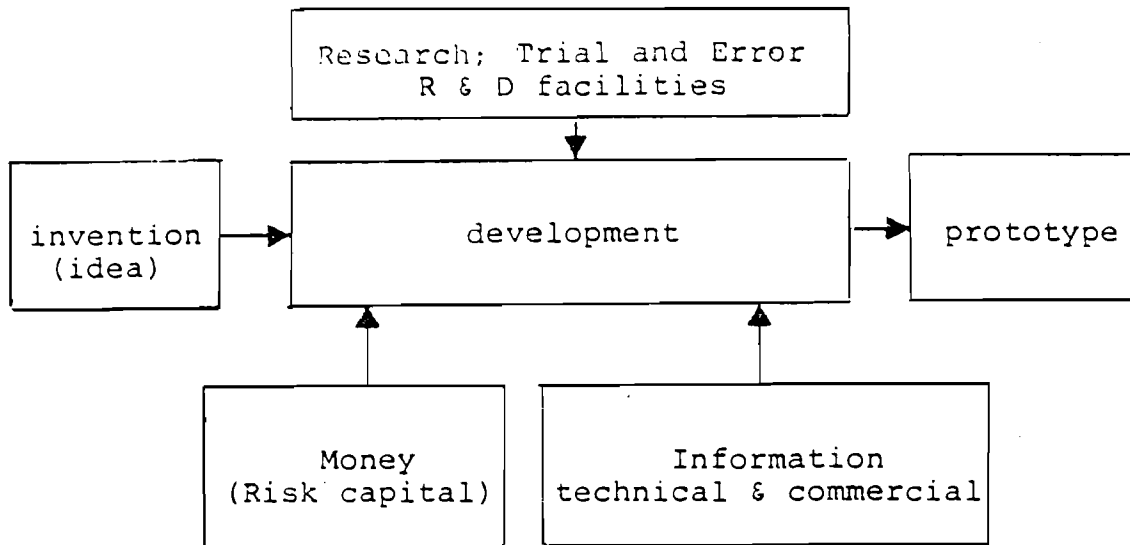 Research; Trial and Error
R & D facilities
invention
(idea)
development
prototype
Money
(Risk capital)
Information
technical & commercial